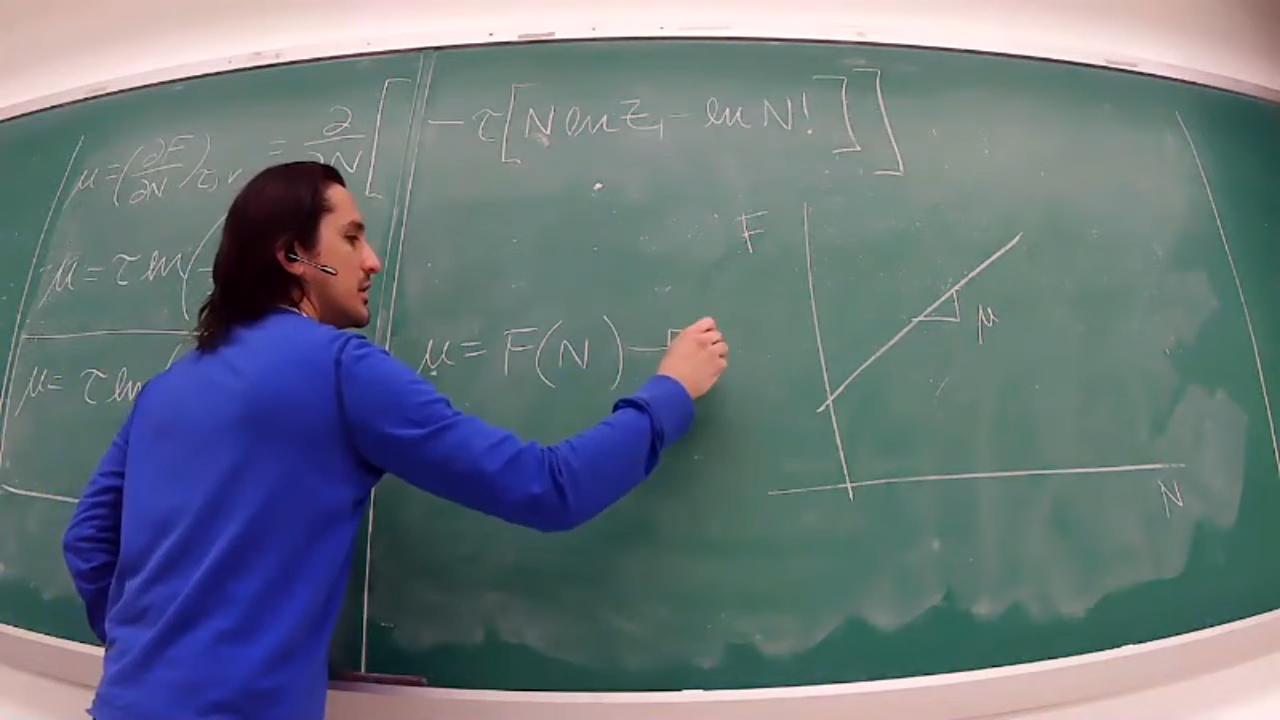 μ = (∂F/∂N)τ,V = ∂/∂N [ - τ [ N ln Z₁ - ln N! ] ]
μ = τ ln(
μ = τ ln(
F
μ
μ = F(N) - F
N